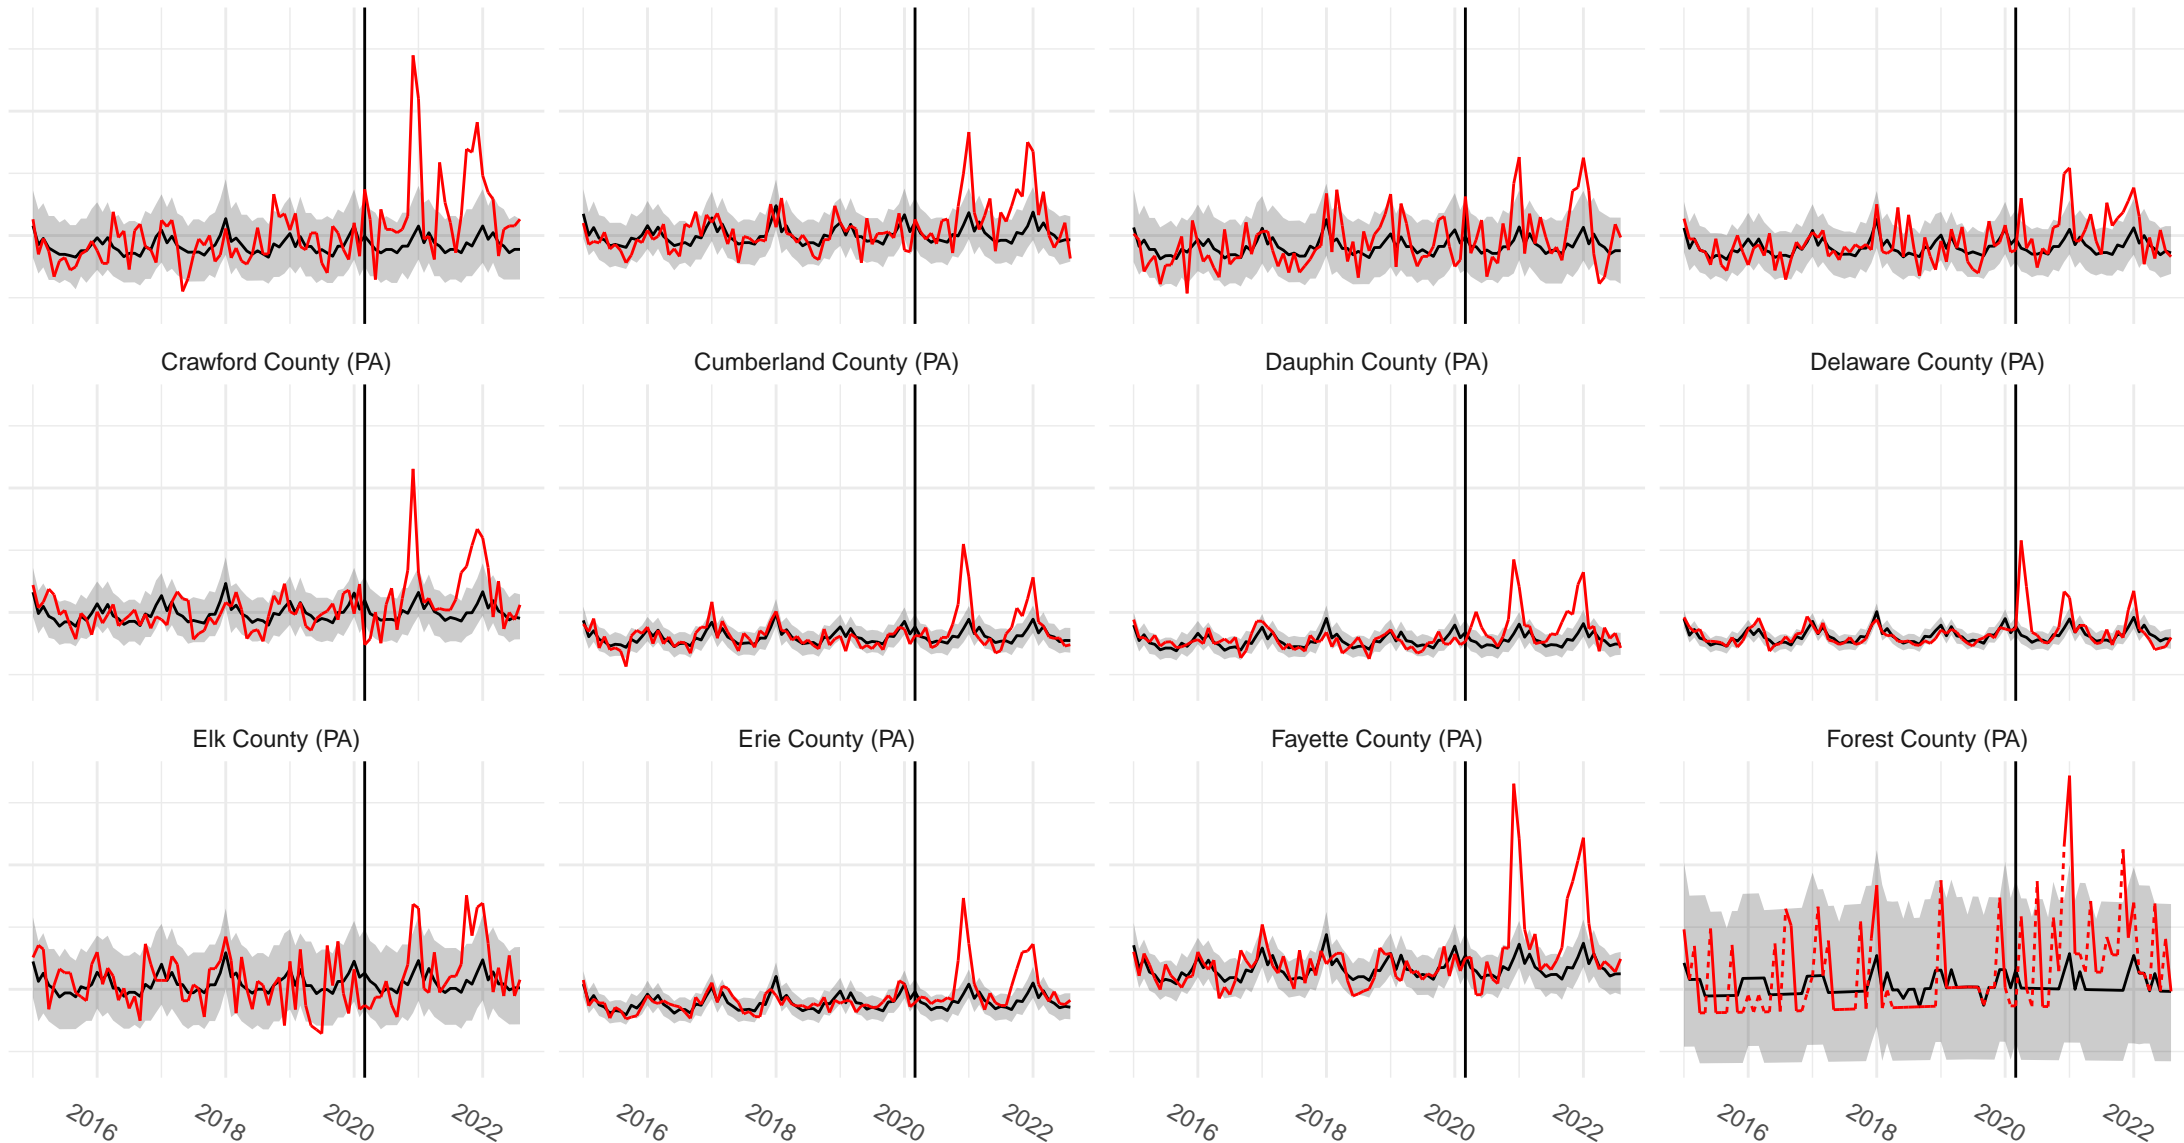 Crawford County (PA) Cumberland County (PA) Dauphin County (PA) Delaware County (PA)
Elk County (PA) Erie County (PA) Fayette County (PA) Forest County (PA)
2016 2018 2020 2022 2016 2018 2020 2022 2016 2018 2020 2022 2016 2018 2020 2022